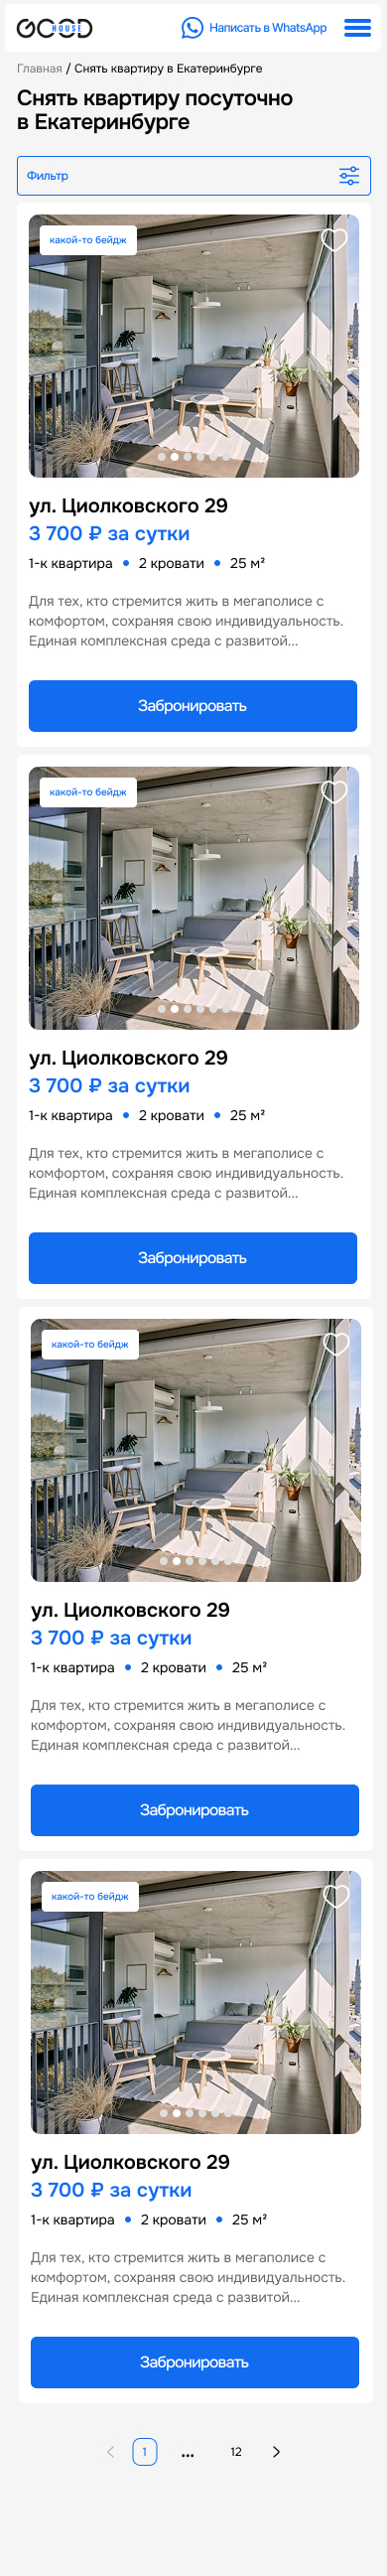 GOOD
HOUSE
Написать в WhatsApp
Главная / Снять квартиру в Екатеринбурге
Снять квартиру посуточно
в Екатеринбурге
Фильтр
какой-то бейдж
ул. Циолковского 29
3 700 ₽ за сутки
1-к квартира • 2 кровати • 25 м²
Для тех, кто стремится жить в мегаполисе с
комфортом, сохраняя свою индивидуальность.
Единая комплексная среда с развитой...
Забронировать
какой-то бейдж
ул. Циолковского 29
3 700 ₽ за сутки
1-к квартира • 2 кровати • 25 м²
Для тех, кто стремится жить в мегаполисе с
комфортом, сохраняя свою индивидуальность.
Единая комплексная среда с развитой...
Забронировать
какой-то бейдж
ул. Циолковского 29
3 700 ₽ за сутки
1-к квартира • 2 кровати • 25 м²
Для тех, кто стремится жить в мегаполисе с
комфортом, сохраняя свою индивидуальность.
Единая комплексная среда с развитой...
Забронировать
какой-то бейдж
ул. Циолковского 29
3 700 ₽ за сутки
1-к квартира • 2 кровати • 25 м²
Для тех, кто стремится жить в мегаполисе с
комфортом, сохраняя свою индивидуальность.
Единая комплексная среда с развитой...
Забронировать
1 ... 12